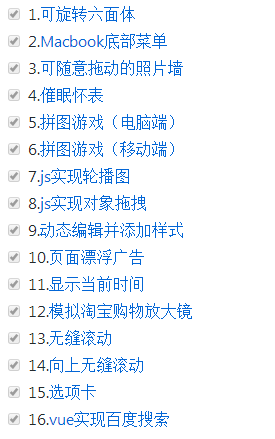 1.可旋转六面体
2.Macbook底部菜单
3.可随意拖动的照片墙
4.催眠怀表
5.拼图游戏（电脑端）
6.拼图游戏（移动端）
7.js实现轮播图
8.js实现对象拖拽
9.动态编辑并添加样式
10.页面漂浮广告
11.显示当前时间
12.模拟淘宝购物放大镜
13.无缝滚动
14.向上无缝滚动
15.选项卡
16.vue实现百度搜索